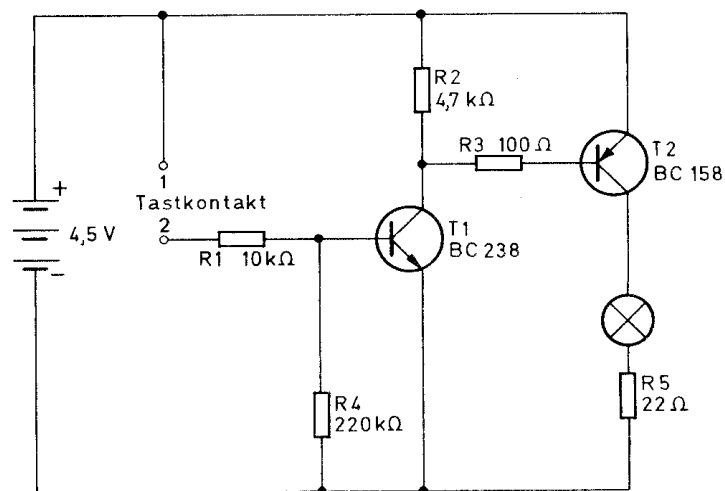 R2
4,7 kΩ
R3 100 Ω
T2
BC 158
+
1
Tastkontakt
2
4,5 V
−
R1 10kΩ
T1
BC 238
R4
220kΩ
R5
22Ω